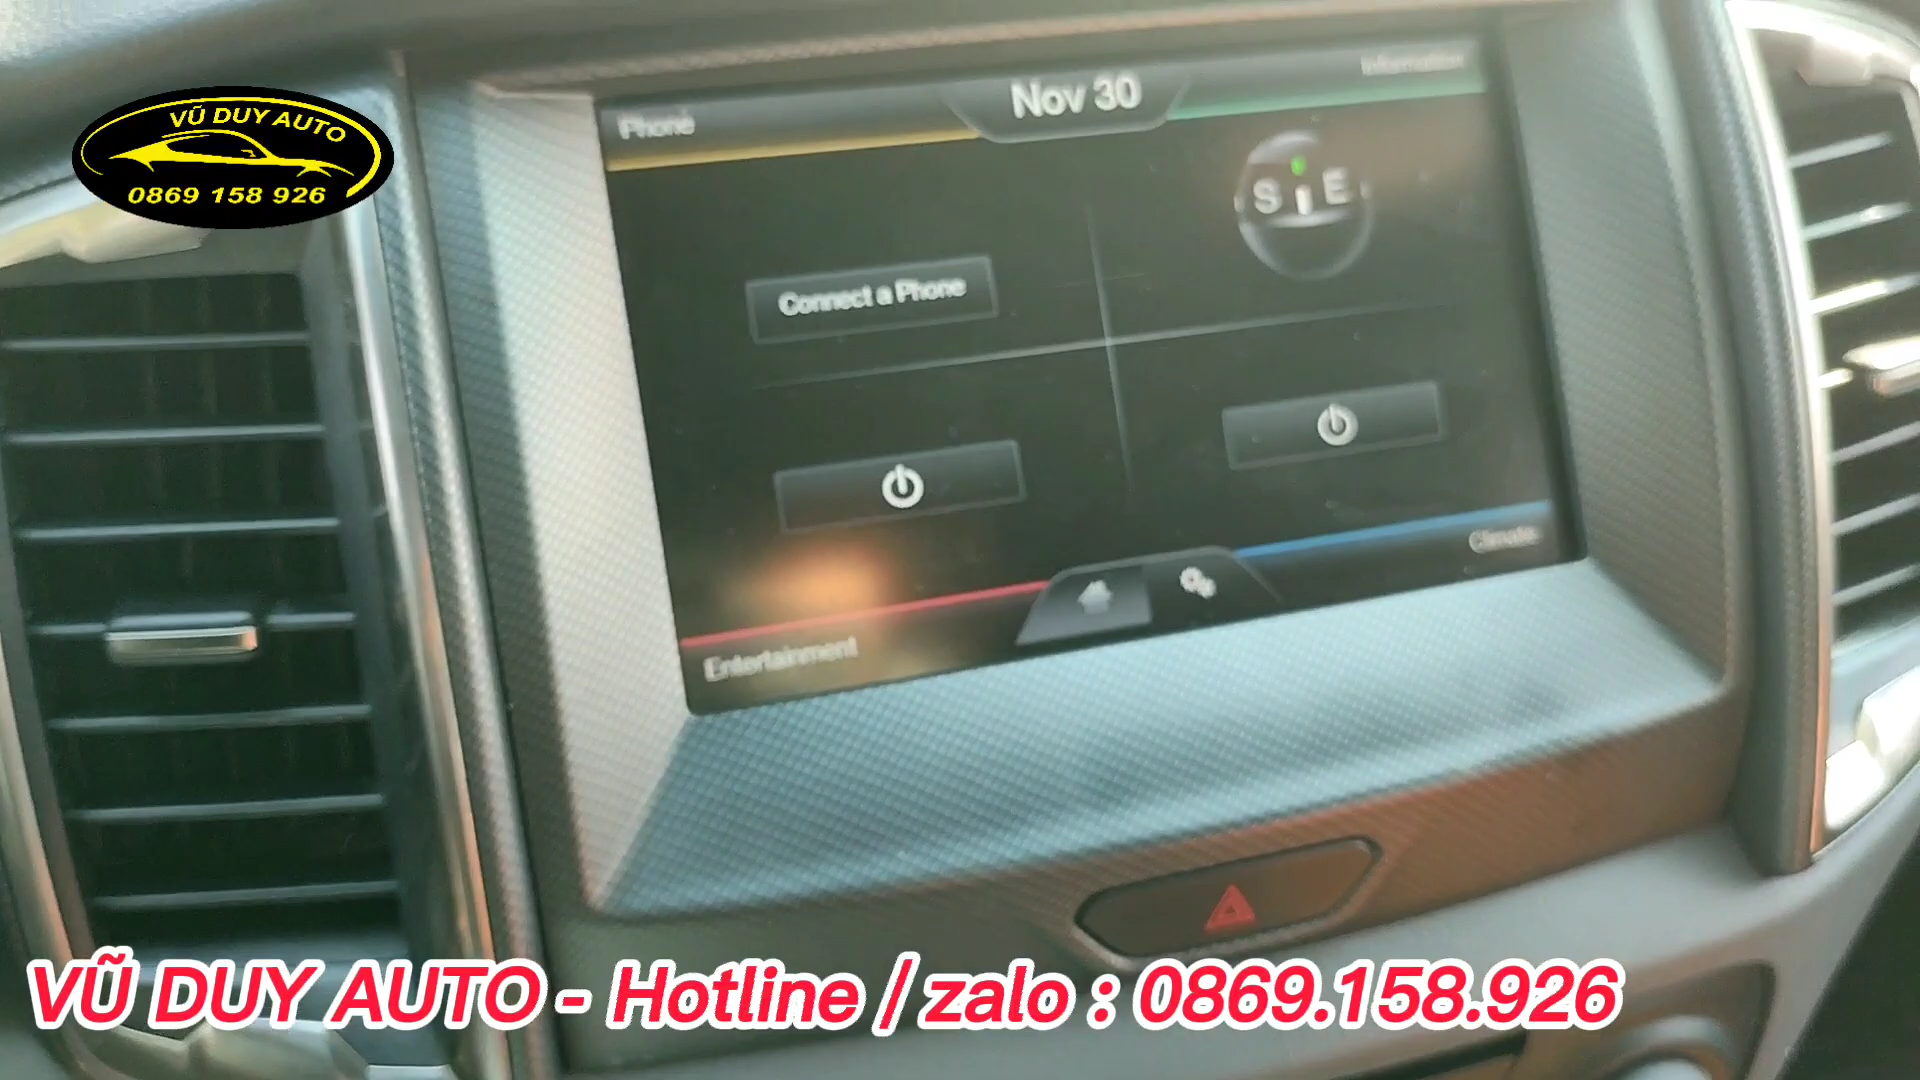 VŨ DUY AUTO
0869 158 926
Phone
Nov 30
Information
S E
Connect a Phone
Climate
Entertainment
VŨ DUY AUTO - Hotline / zalo : 0869.158.926